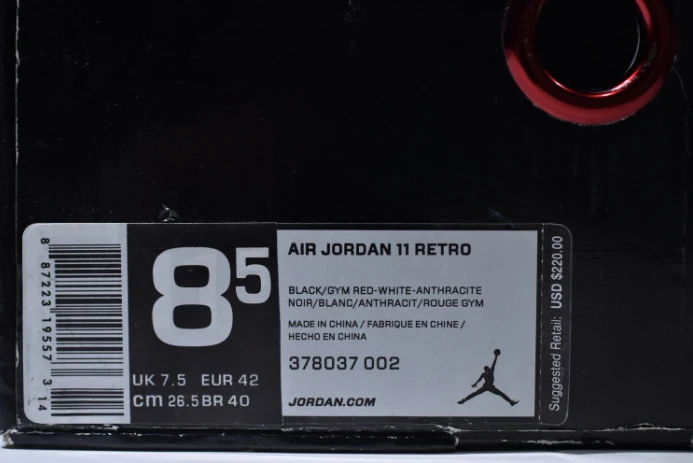 8 87223 19557 3 14
8.5
UK 7.5 EUR 42
cm 26.5 BR 40
AIR JORDAN 11 RETRO
BLACK/GYM RED-WHITE-ANTHRACITE
NOIR/BLANC/ANTHRACIT/ROUGE GYM
MADE IN CHINA / FABRIQUE EN CHINE /
HECHO EN CHINA
378037 002
JORDAN.COM
Suggested Retail: USD $220.00